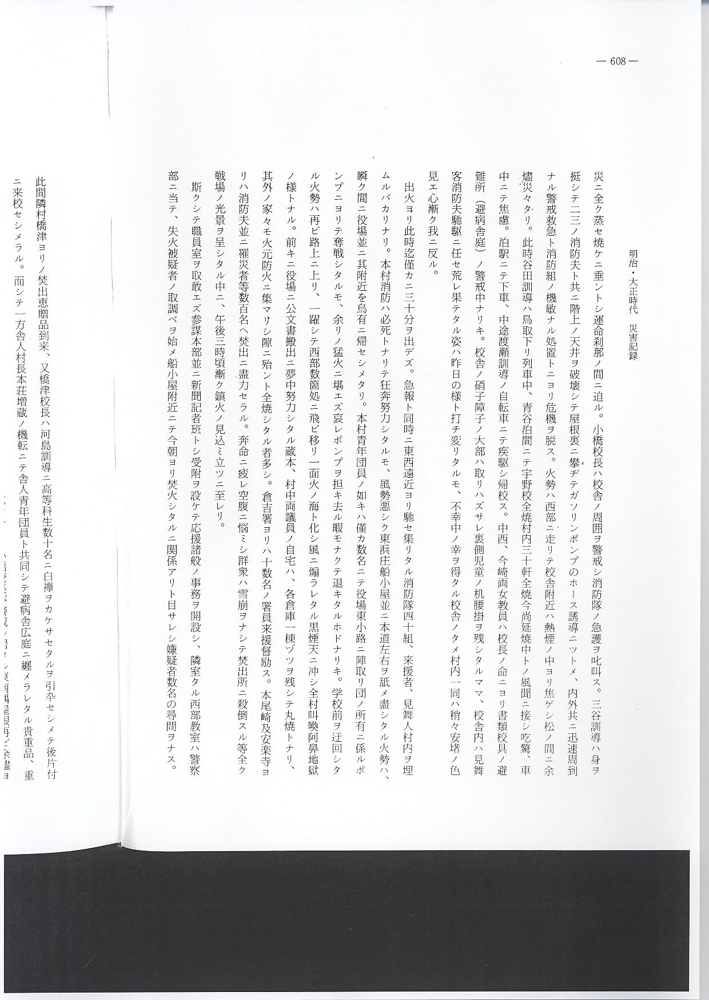 — 608 —
明治・大正時代　災害記録
災ニ全ク蒸セ焼ケニ垂ントシ運命刹那ノ間ニ迫ル。小橋校長ハ校舎ノ周囲ヲ警戒シ消防隊ノ急護ヲ叱叫ス。三谷訓導ハ身ヲ
挺シテ二三ノ消防夫ト共ニ階上ノ天井ヲ破壊シテ屋根裏ニ攀ヂテガソリンポンプのホース誘導ニツトメ、内外共ニ迅速周到
ナル警戒救急ト消防組ノ機敏ナル処置トニヨリ危機ヲ脱ス。火勢ハ西部ニ走リテ校舎附近ハ熱煙ノ中ヨリ焦ゲシ松ノ間ニ余
燼災々タリ。此時谷田訓導ハ鳥取下リ列車中、青谷泊間ニテ宇野校全焼村内三十軒全焼今尚延焼中トノ風聞ニ接シ吃驚、車
中ニテ焦慮。泊駅ニテ下車、中途渡瀬訓導ノ自転車ニテ疾駆シ帰校ス。中西、今崎両女教員ハ校長ノ命ニヨリ書類校具ノ避
難所（避病舎庭）ノ警戒中ナリキ。校舎ノ硝子障子ノ大部ハ取リハズサレ裏側児童ノ机腰掛ヲ残シタルママ、校舎内ハ見舞
客消防夫馳駆ニ任セ荒レ果テタル姿ハ昨日の様ト打チ変リタルモ、不幸中ノ幸ヲ得タル校舎ノタメ村内一同ハ稍々安堵ノ色
見エ心漸ク我ニ反ル。
出火ヨリ此時迄僅カニ三十分ヲ出デズ。急報ト同時ニ東西遠近ヨリ馳セ集リタル消防隊四十組、来援者、見舞人村内ヲ埋
ムルバカリナリ。本村消防ハ必死トナリテ狂奔努力シタルモ、風勢悪シク東浜庄船小屋並ニ本道左右ヲ舐メ盡シタル火勢ハ、
瞬ク間ニ役場並ニ其附近を烏有ニ帰セシメタリ。本村青年団員ノ如キハ僅カ数名ニテ役場東小路ニ陣取リ団ノ所有ニ係ルポ
ンプニヨリテ奪戦シタルモ、余リノ猛火ニ堪エズ哀レポンプヲ担キ去ル暇モナクテ退キタルホドナリキ。学校前ヲ迂回シタ
ル火勢ハ再ビ路上ニ上リ、一躍シテ西部数箇処ニ飛ビ移リ一面火ノ海ト化シ風ニ煽ラレタル黒煙天ニ冲シ全村叫喚阿鼻地獄
ノ様トナル。前キニ役場ニ公文書搬出ニ夢中努力シタル蔵本、村中両議員ノ自宅ハ、各倉庫一棟ヅツヲ残シテ丸焼トナリ、
其外ノ家々モ火元防火ニ集マリシ隙ニ殆ント全焼シタル者多シ。倉吉署ヨリハ十数名ノ署員来援督励ス。本尾崎及安楽寺ヨ
リハ消防夫並ニ罹災者等数百名ヘ焚出ニ盡力セラル。奔命ニ疲レ空腹ニ悩ミシ群衆ハ雪崩ヲナシテ焚出所ニ殺倒スル等全ク
戦場ノ光景ヲ呈シタル中ニ、午後三時頃漸ク鎮火ノ見込ミ立ツニ至レリ。
斯クシテ職員室ヲ取敢エズ参謀本部並ニ新聞記者班トシ受附ヲ設ケテ応援諸般ノ事務ヲ開設シ、隣室タル西部教室ハ警察
部ニ当テ、失火被疑者ノ取調ベヲ始メ船小屋附近ニテ今朝ヨリ焚火シタルニ関係アリト目サレシ嫌疑者数名の尋問ヲナス。
此間隣村橋津ヨリノ焚出恵贈品到来、又橋津校長ハ河島訓導ニ高等科生数十名ニ白襷ヲカケサセタルヲ引卆セシメテ後片付
ニ来校セシメラル。而シテ一方舎人村長本荘増蔵ノ機転ニテ舎人青年団員ト共同シテ避病舎広庭ニ纒メラレタル貴重品、重